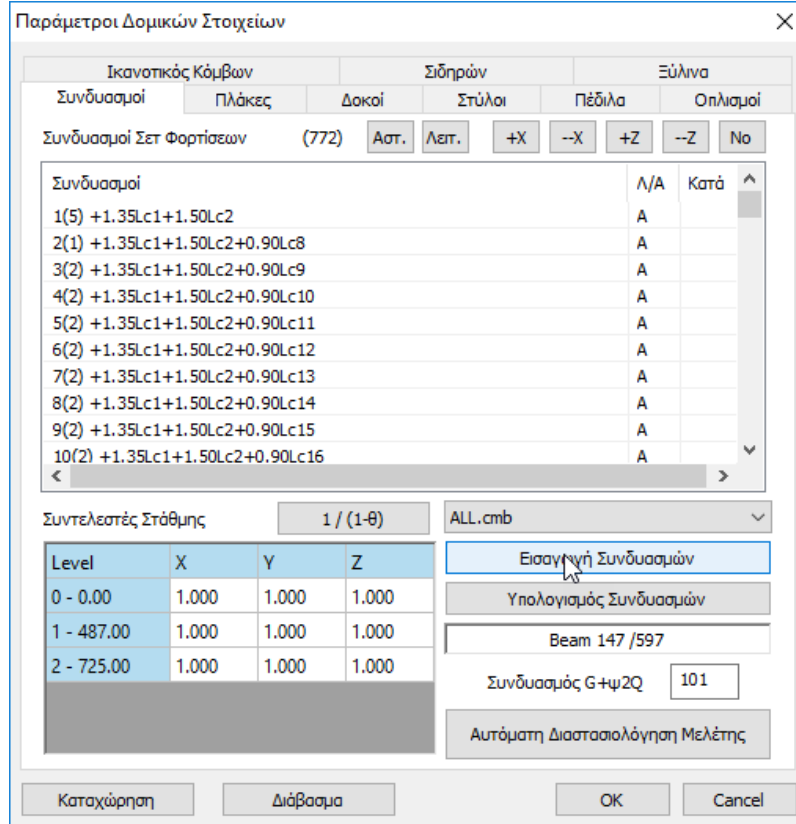 Παράμετροι Δομικών Στοιχείων
Ικανοτικός Κόμβων Σιδηρών Ξύλινα
Συνδυασμοί Πλάκες Δοκοί Στύλοι Πέδιλα Οπλισμοί
Συνδυασμοί Σετ Φορτίσεων (772) Αστ. Λειτ. +X --X +Z --Z No
Συνδυασμοί Λ/Α Κατά
1(5) +1.35Lc1+1.50Lc2 Α
2(1) +1.35Lc1+1.50Lc2+0.90Lc8 Α
3(2) +1.35Lc1+1.50Lc2+0.90Lc9 Α
4(2) +1.35Lc1+1.50Lc2+0.90Lc10 Α
5(2) +1.35Lc1+1.50Lc2+0.90Lc11 Α
6(2) +1.35Lc1+1.50Lc2+0.90Lc12 Α
7(2) +1.35Lc1+1.50Lc2+0.90Lc13 Α
8(2) +1.35Lc1+1.50Lc2+0.90Lc14 Α
9(2) +1.35Lc1+1.50Lc2+0.90Lc15 Α
10(2) +1.35Lc1+1.50Lc2+0.90Lc16 Α
Συντελεστές Στάθμης 1 / (1-θ) ALL.cmb
Level X Y Z
0 - 0.00 1.000 1.000 1.000
1 - 487.00 1.000 1.000 1.000
2 - 725.00 1.000 1.000 1.000
Εισαγωγή Συνδυασμών
Υπολογισμός Συνδυασμών
Beam 147 /597
Συνδυασμός G+ψ2Q 101
Αυτόματη Διαστασιολόγηση Μελέτης
Καταχώρηση Διάβασμα OK Cancel